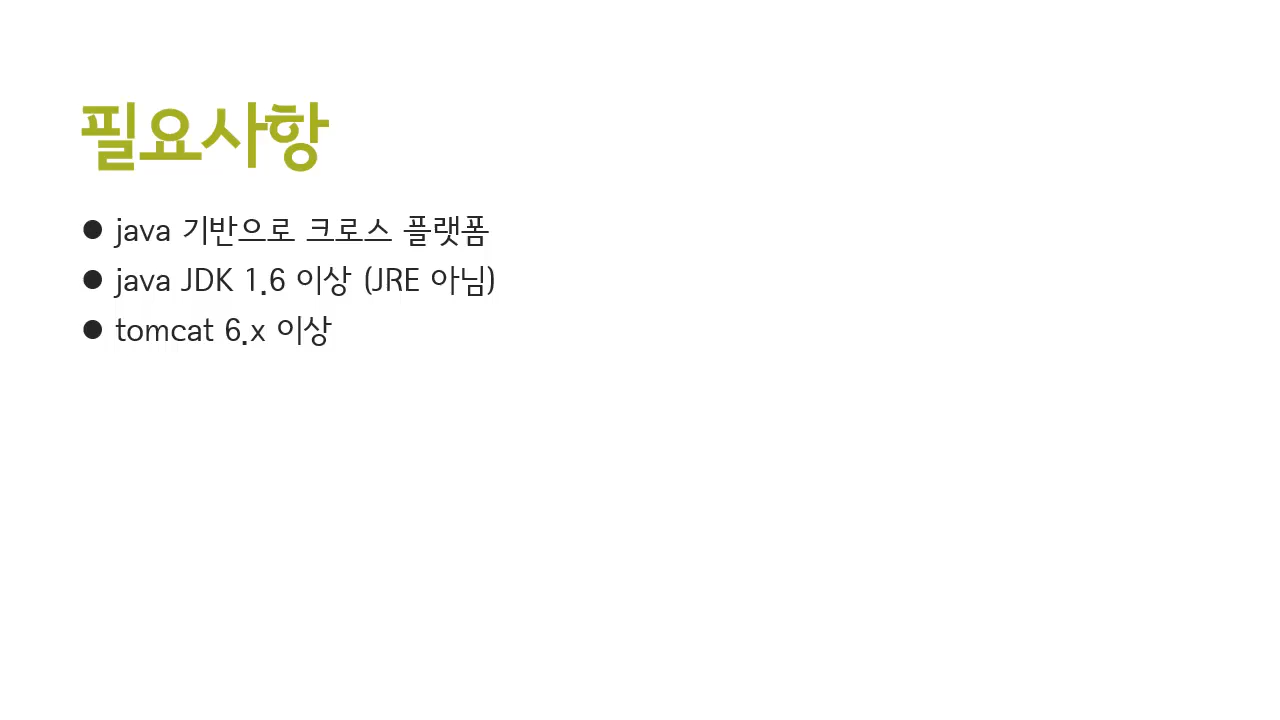 필요사항
● java 기반으로 크로스 플랫폼
● java JDK 1.6 이상 (JRE 아님)
● tomcat 6.x 이상